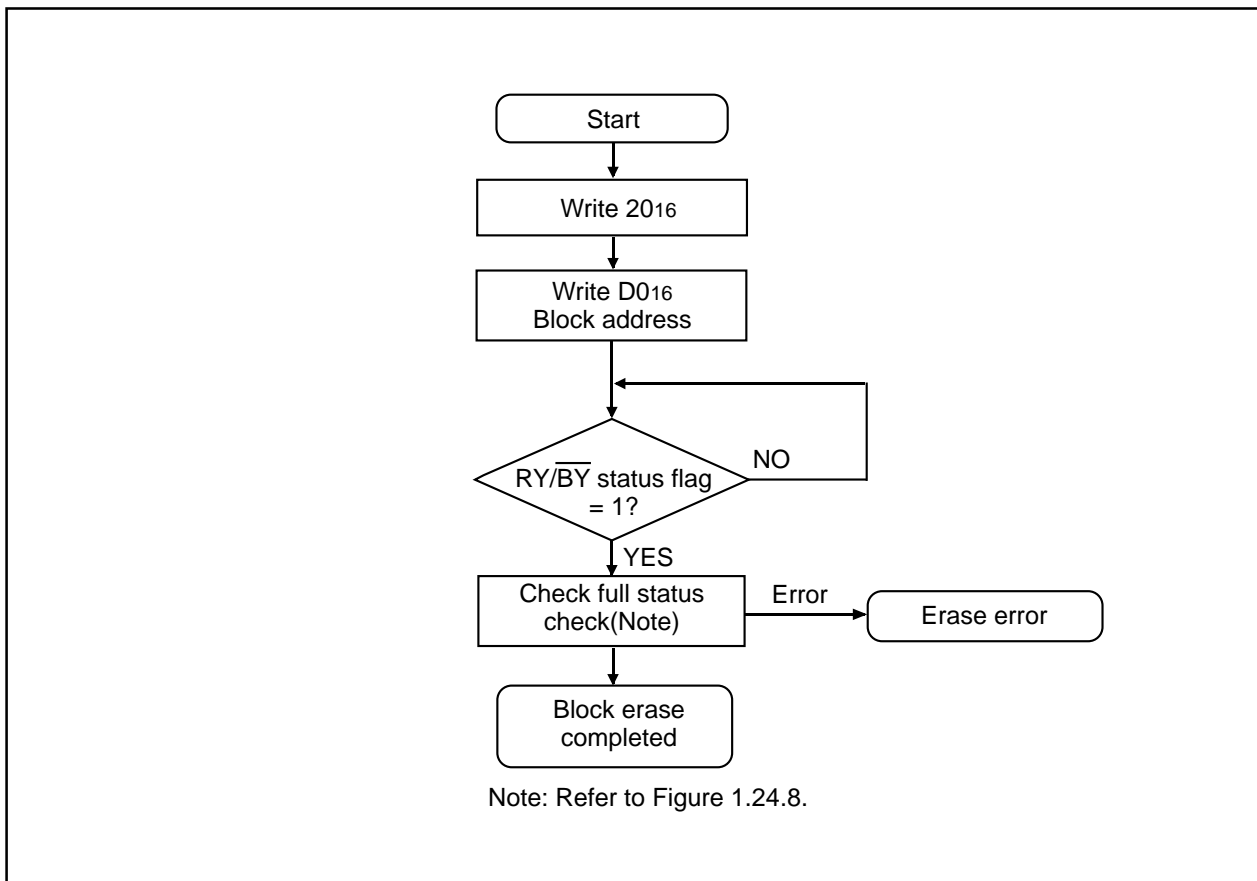 Start
Write 2016
Write D016
Block address
NO
RY/B̅Y̅ status flag
= 1?
YES
Check full status
check(Note)
Error
Erase error
Block erase
completed
Note: Refer to Figure 1.24.8.